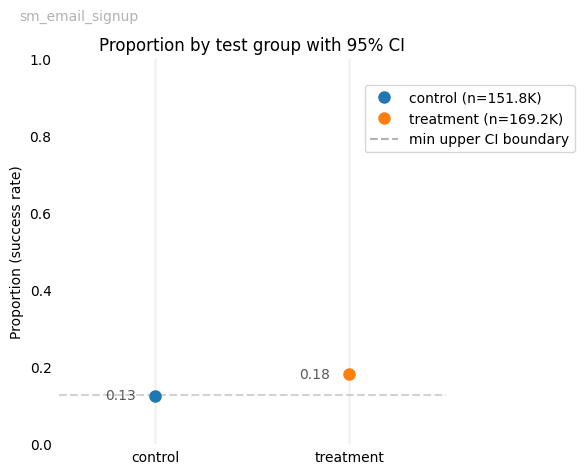 sm_email_signup
Proportion by test group with 95% CI
Proportion (success rate)
1.0
0.8
0.6
0.4
0.2
0.0
control (n=151.8K)
treatment (n=169.2K)
min upper CI boundary
0.18
0.13
control
treatment